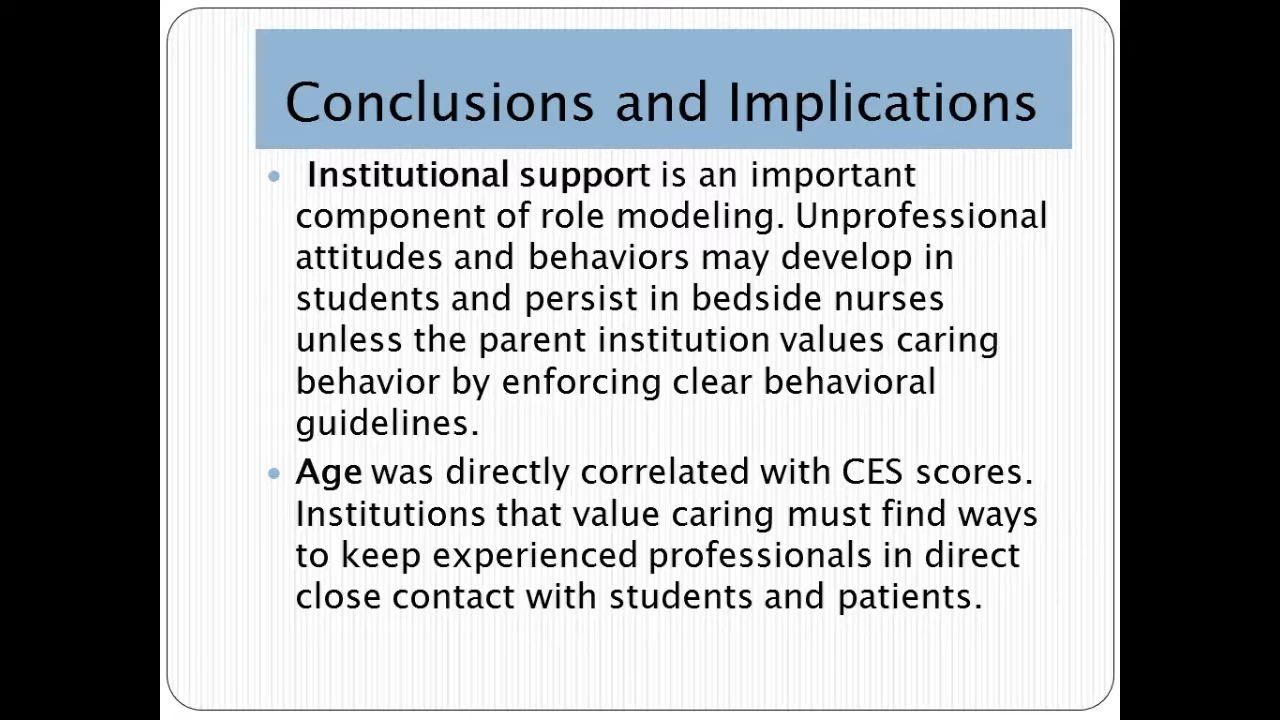 Conclusions and Implications
• Institutional support is an important
component of role modeling. Unprofessional
attitudes and behaviors may develop in
students and persist in bedside nurses
unless the parent institution values caring
behavior by enforcing clear behavioral
guidelines.
• Age was directly correlated with CES scores.
Institutions that value caring must find ways
to keep experienced professionals in direct
close contact with students and patients.